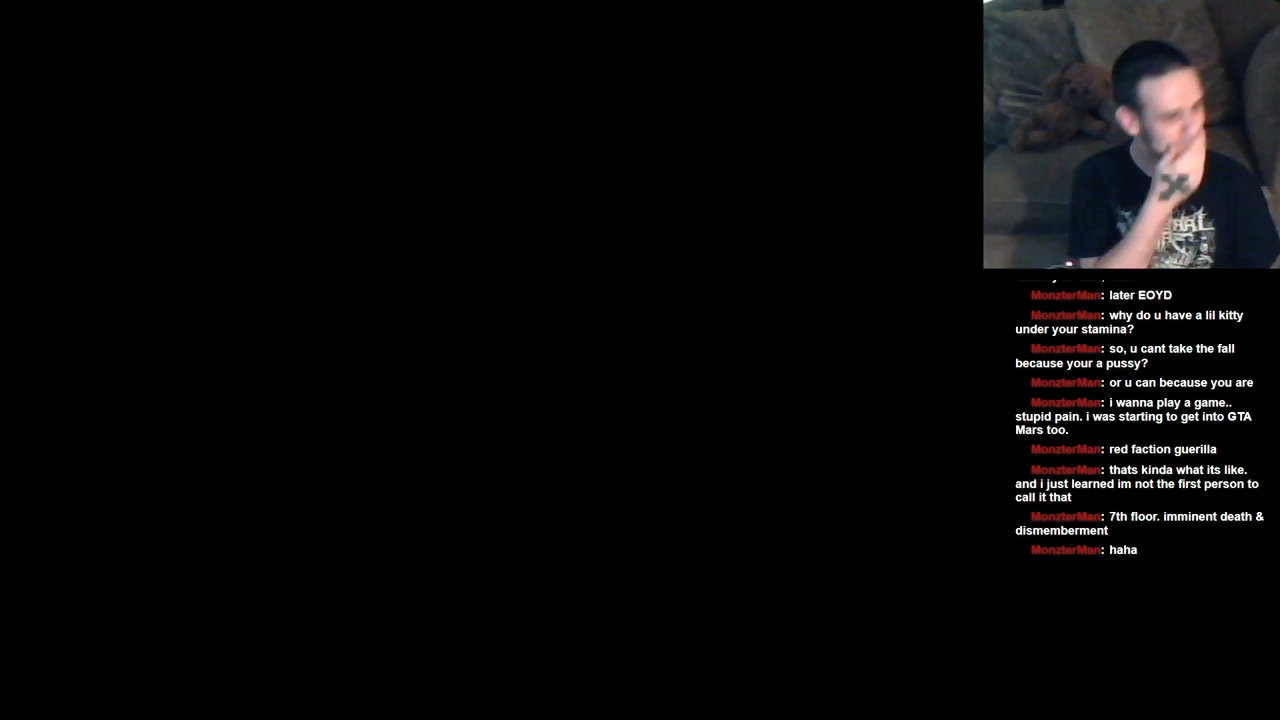 MonzterMan: later EOYD
MonzterMan: why do u have a lil kitty
under your stamina?
MonzterMan: so, u cant take the fall
because your a pussy?
MonzterMan: or u can because you are
MonzterMan: i wanna play a game..
stupid pain. i was starting to get into GTA
Mars too.
MonzterMan: red faction guerilla
MonzterMan: thats kinda what its like.
and i just learned im not the first person to
call it that
MonzterMan: 7th floor. imminent death &
dismemberment
MonzterMan: haha